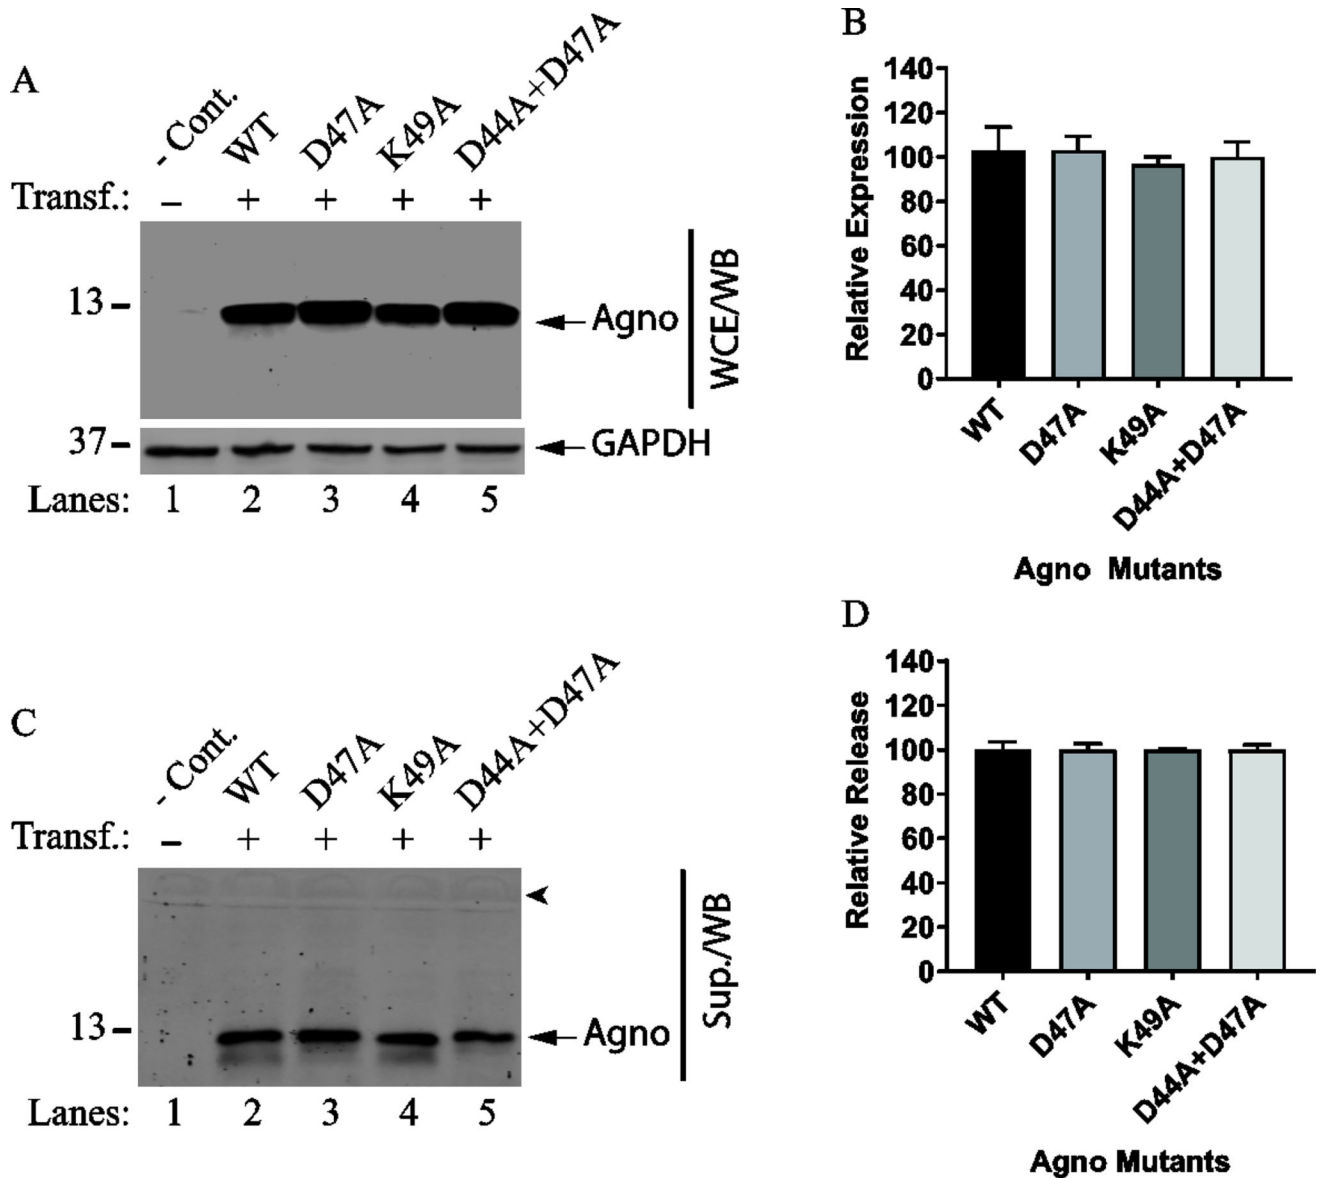 A
- Cont.
WT
D47A
K49A
D44A+D47A
Transf.: – + + + +
13
Agno
WCE/WB
37
GAPDH
Lanes: 1 2 3 4 5
B
Relative Expression
140
120
100
80
60
40
20
0
WT
D47A
K49A
D44A+D47A
Agno Mutants
C
- Cont.
WT
D47A
K49A
D44A+D47A
Transf.: – + + + +
13
Agno
Sup./WB
Lanes: 1 2 3 4 5
D
Relative Release
140
120
100
80
60
40
20
0
WT
D47A
K49A
D44A+D47A
Agno Mutants